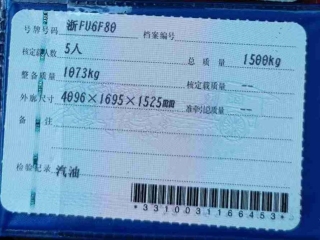 号牌号码 浙FU6F80 档案编号
核定载人数 5人 总质量 1500kg
整备质量 1073kg 核定载质量 --
外廓尺寸 4096×1695×1525mm 准牵引总质量 --
备注
检验记录 汽油
*3310031166453*